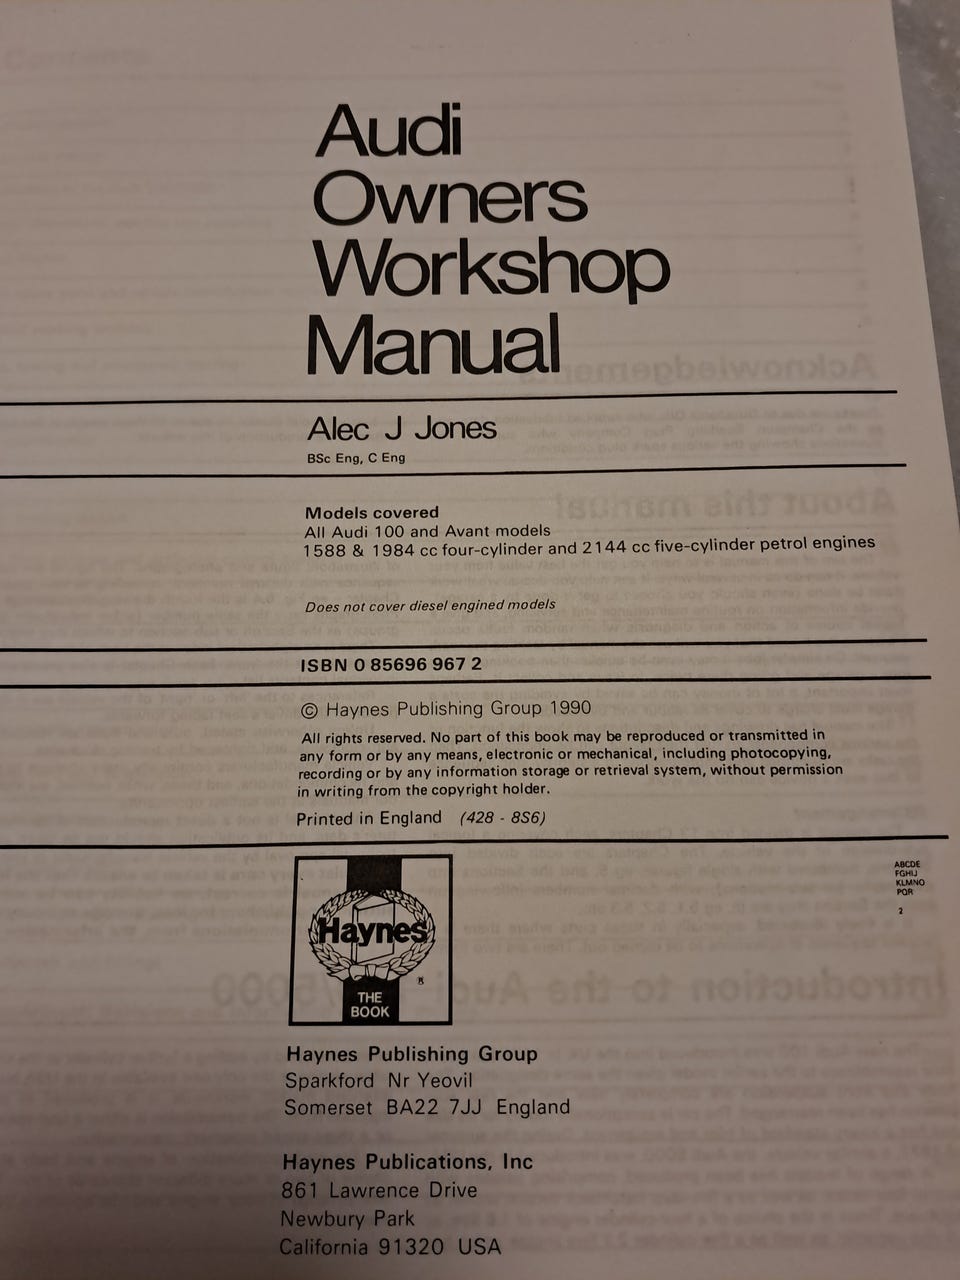 Audi
Owners
Workshop
Manual
Alec J Jones
BSc Eng, C Eng
Models covered
All Audi 100 and Avant models
1588 & 1984 cc four-cylinder and 2144 cc five-cylinder petrol engines
Does not cover diesel engined models
ISBN 0 85696 967 2
© Haynes Publishing Group 1990
All rights reserved. No part of this book may be reproduced or transmitted in
any form or by any means, electronic or mechanical, including photocopying,
recording or by any information storage or retrieval system, without permission
in writing from the copyright holder.
Printed in England (428 - 8S6)
ABCDE
FGHIJ
KLMNO
PQR
2
Haynes
®
THE
BOOK
Haynes Publishing Group
Sparkford Nr Yeovil
Somerset BA22 7JJ England
Haynes Publications, Inc
861 Lawrence Drive
Newbury Park
California 91320 USA